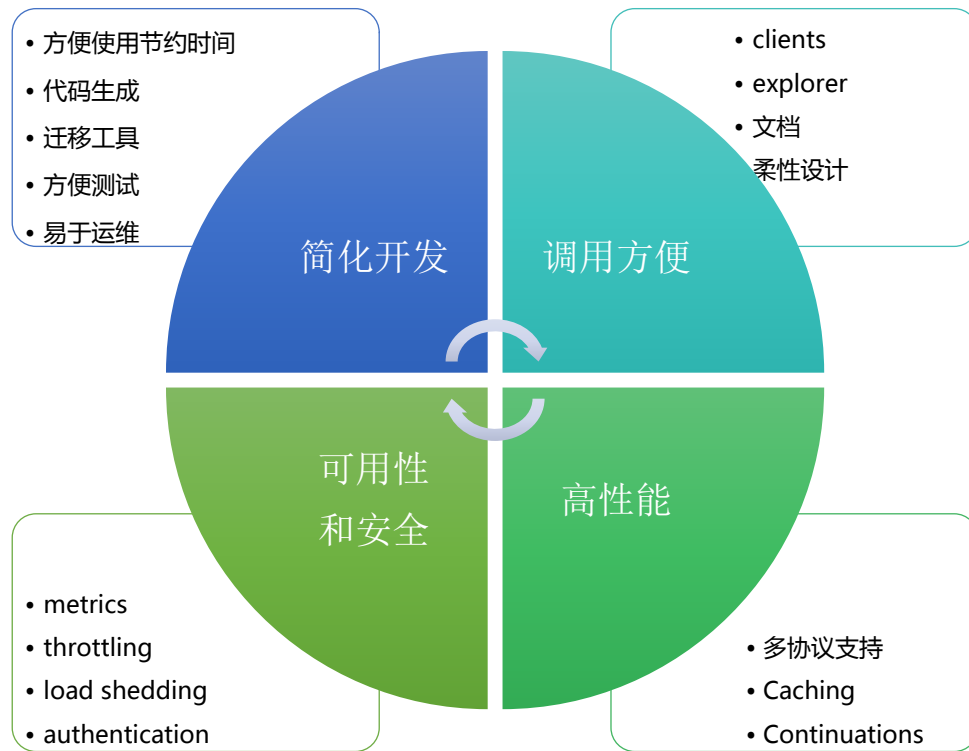 • 方便使用节约时间
• 代码生成
• 迁移工具
• 方便测试
• 易于运维
简化开发
• clients
• explorer
• 文档
柔性设计
调用方便
可用性
和安全
• metrics
• throttling
• load shedding
• authentication
高性能
• 多协议支持
• Caching
• Continuations